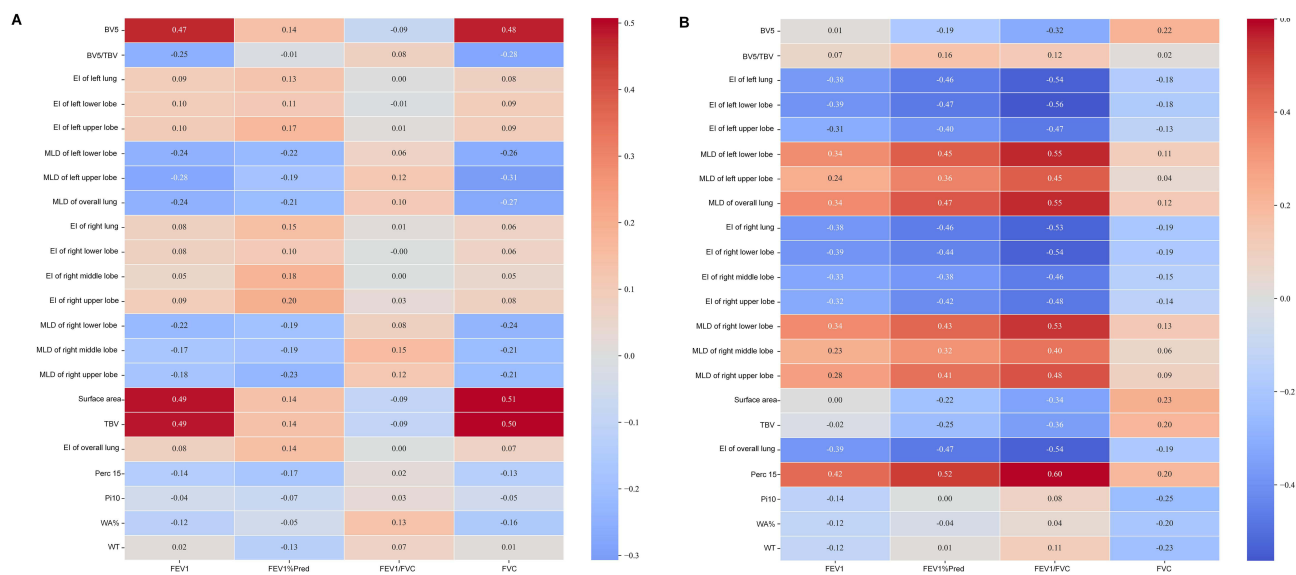 A
BV5 0.47 0.14 -0.09 0.48
BV5/TBV -0.25 -0.01 0.08 -0.28
EI of left lung 0.09 0.13 0.00 0.08
EI of left lower lobe 0.10 0.11 -0.01 0.09
EI of left upper lobe 0.10 0.17 0.01 0.09
MLD of left lower lobe -0.24 -0.22 0.06 -0.26
MLD of left upper lobe -0.28 -0.19 0.12 -0.31
MLD of overall lung -0.24 -0.21 0.10 -0.27
EI of right lung 0.08 0.15 0.01 0.06
EI of right lower lobe 0.08 0.10 -0.00 0.06
EI of right middle lobe 0.05 0.18 0.00 0.05
EI of right upper lobe 0.09 0.20 0.03 0.08
MLD of right lower lobe -0.22 -0.19 0.08 -0.24
MLD of right middle lobe -0.17 -0.19 0.15 -0.21
MLD of right upper lobe -0.18 -0.23 0.12 -0.21
Surface area 0.49 0.14 -0.09 0.51
TBV 0.49 0.14 -0.09 0.50
EI of overall lung 0.08 0.14 0.00 0.07
Perc 15 -0.14 -0.17 0.02 -0.13
Pi10 -0.04 -0.07 0.03 -0.05
WA% -0.12 -0.05 0.13 -0.16
WT 0.02 -0.13 0.07 0.01
FEV1 FEV1%Pred FEV1/FVC FVC
0.5
0.4
0.3
0.2
0.1
0.0
-0.1
-0.2
-0.3
B
BV5 0.01 -0.19 -0.32 0.22
BV5/TBV 0.07 0.16 0.12 0.02
EI of left lung -0.38 -0.46 -0.54 -0.18
EI of left lower lobe -0.39 -0.47 -0.56 -0.18
EI of left upper lobe -0.31 -0.40 -0.47 -0.13
MLD of left lower lobe 0.34 0.45 0.55 0.11
MLD of left upper lobe 0.24 0.36 0.45 0.04
MLD of overall lung 0.34 0.47 0.55 0.12
EI of right lung -0.38 -0.46 -0.53 -0.19
EI of right lower lobe -0.39 -0.44 -0.54 -0.19
EI of right middle lobe -0.33 -0.38 -0.46 -0.15
EI of right upper lobe -0.32 -0.42 -0.48 -0.14
MLD of right lower lobe 0.34 0.43 0.53 0.13
MLD of right middle lobe 0.23 0.32 0.40 0.06
MLD of right upper lobe 0.28 0.41 0.48 0.09
Surface area 0.00 -0.22 -0.34 0.23
TBV -0.02 -0.25 -0.36 0.20
EI of overall lung -0.39 -0.47 -0.54 -0.19
Perc 15 0.42 0.52 0.60 0.20
Pi10 -0.14 0.00 0.08 -0.25
WA% -0.12 -0.04 0.04 -0.20
WT -0.12 0.01 0.11 -0.23
FEV1 FEV1%Pred FEV1/FVC FVC
0.6
0.4
0.2
0.0
-0.2
-0.4